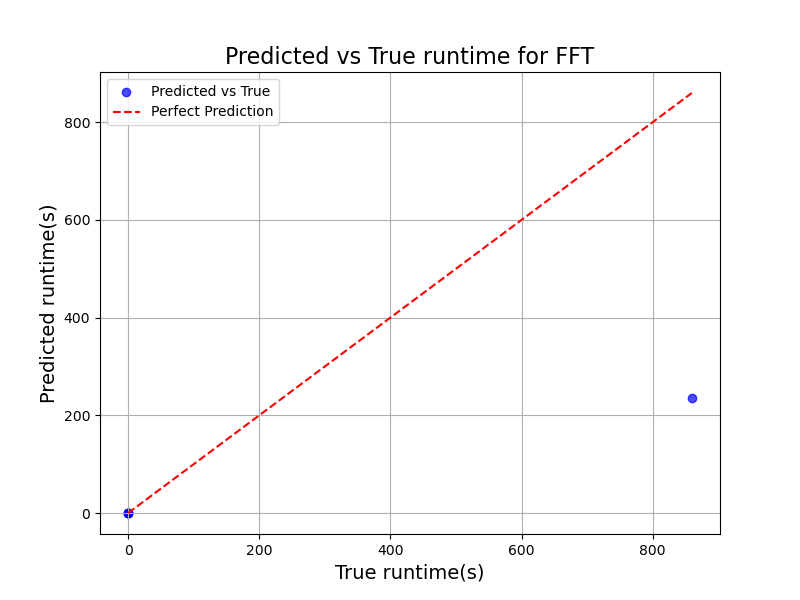 Predicted vs True runtime for FFT
Predicted vs True
Perfect Prediction
Predicted runtime(s)
800
600
400
200
0
0 200 400 600 800
True runtime(s)